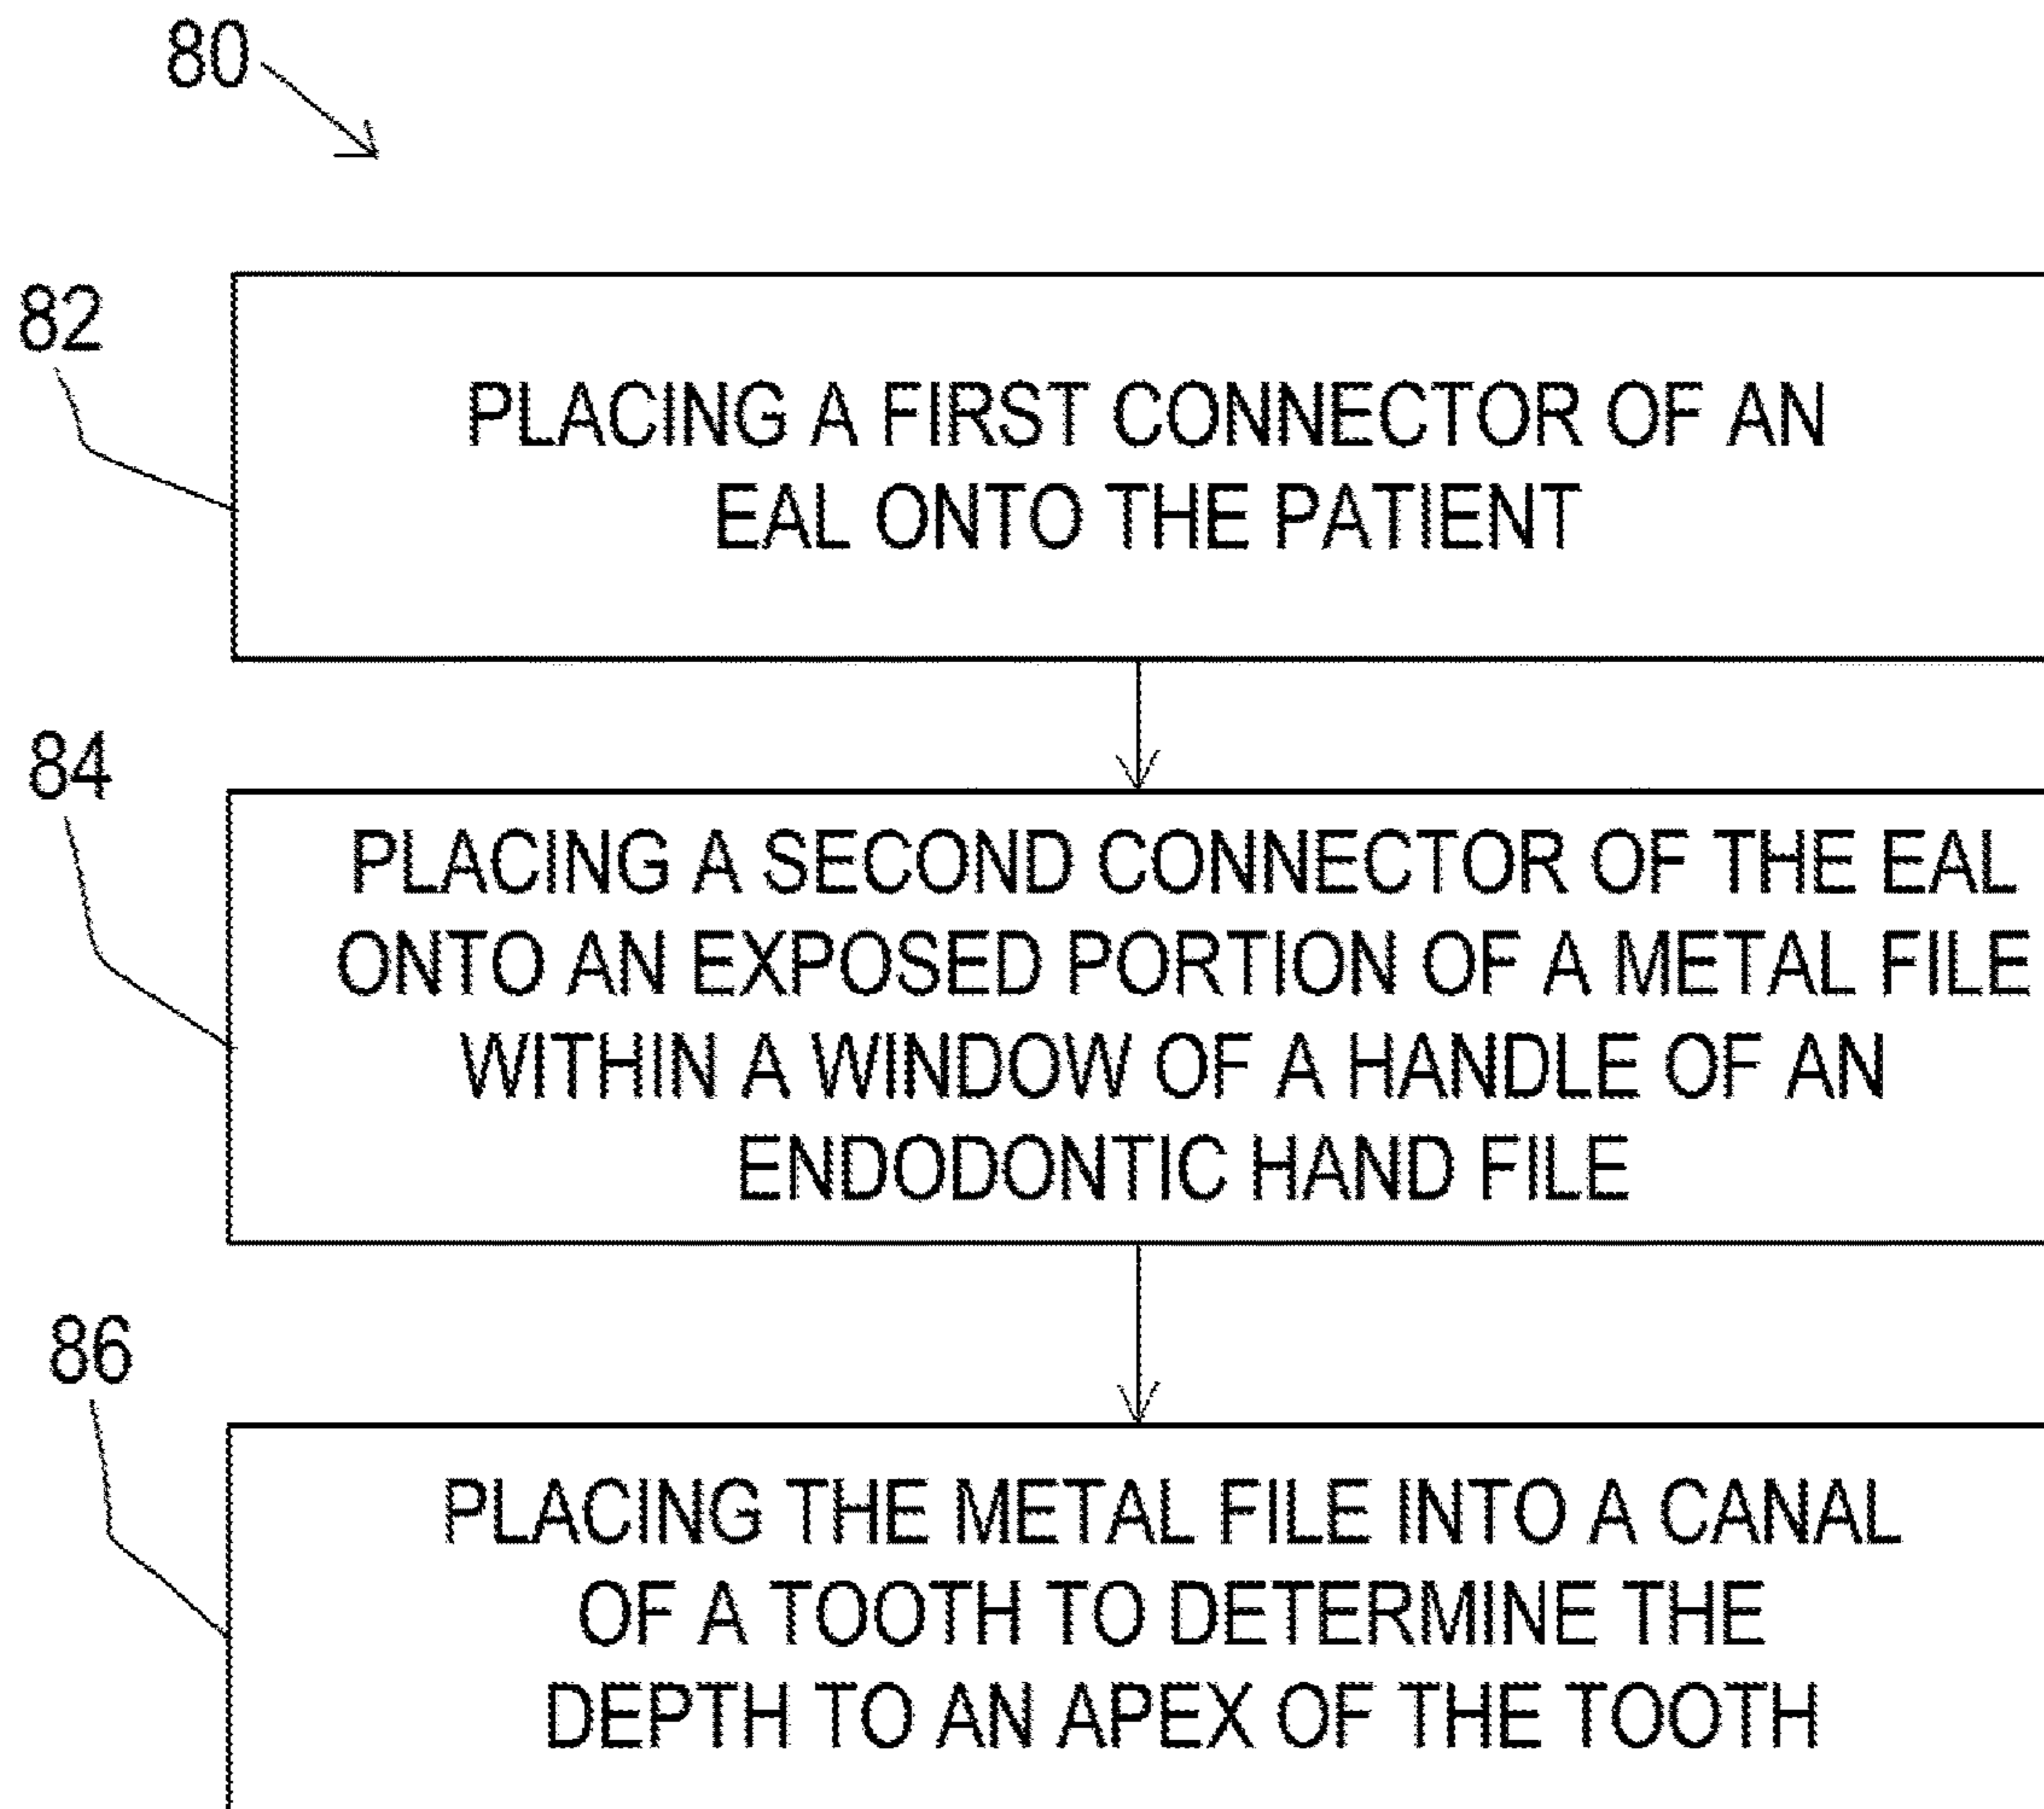 80
82
PLACING A FIRST CONNECTOR OF AN
EAL ONTO THE PATIENT
84
PLACING A SECOND CONNECTOR OF THE EAL
ONTO AN EXPOSED PORTION OF A METAL FILE
WITHIN A WINDOW OF A HANDLE OF AN
ENDODONTIC HAND FILE
86
PLACING THE METAL FILE INTO A CANAL
OF A TOOTH TO DETERMINE THE
DEPTH TO AN APEX OF THE TOOTH